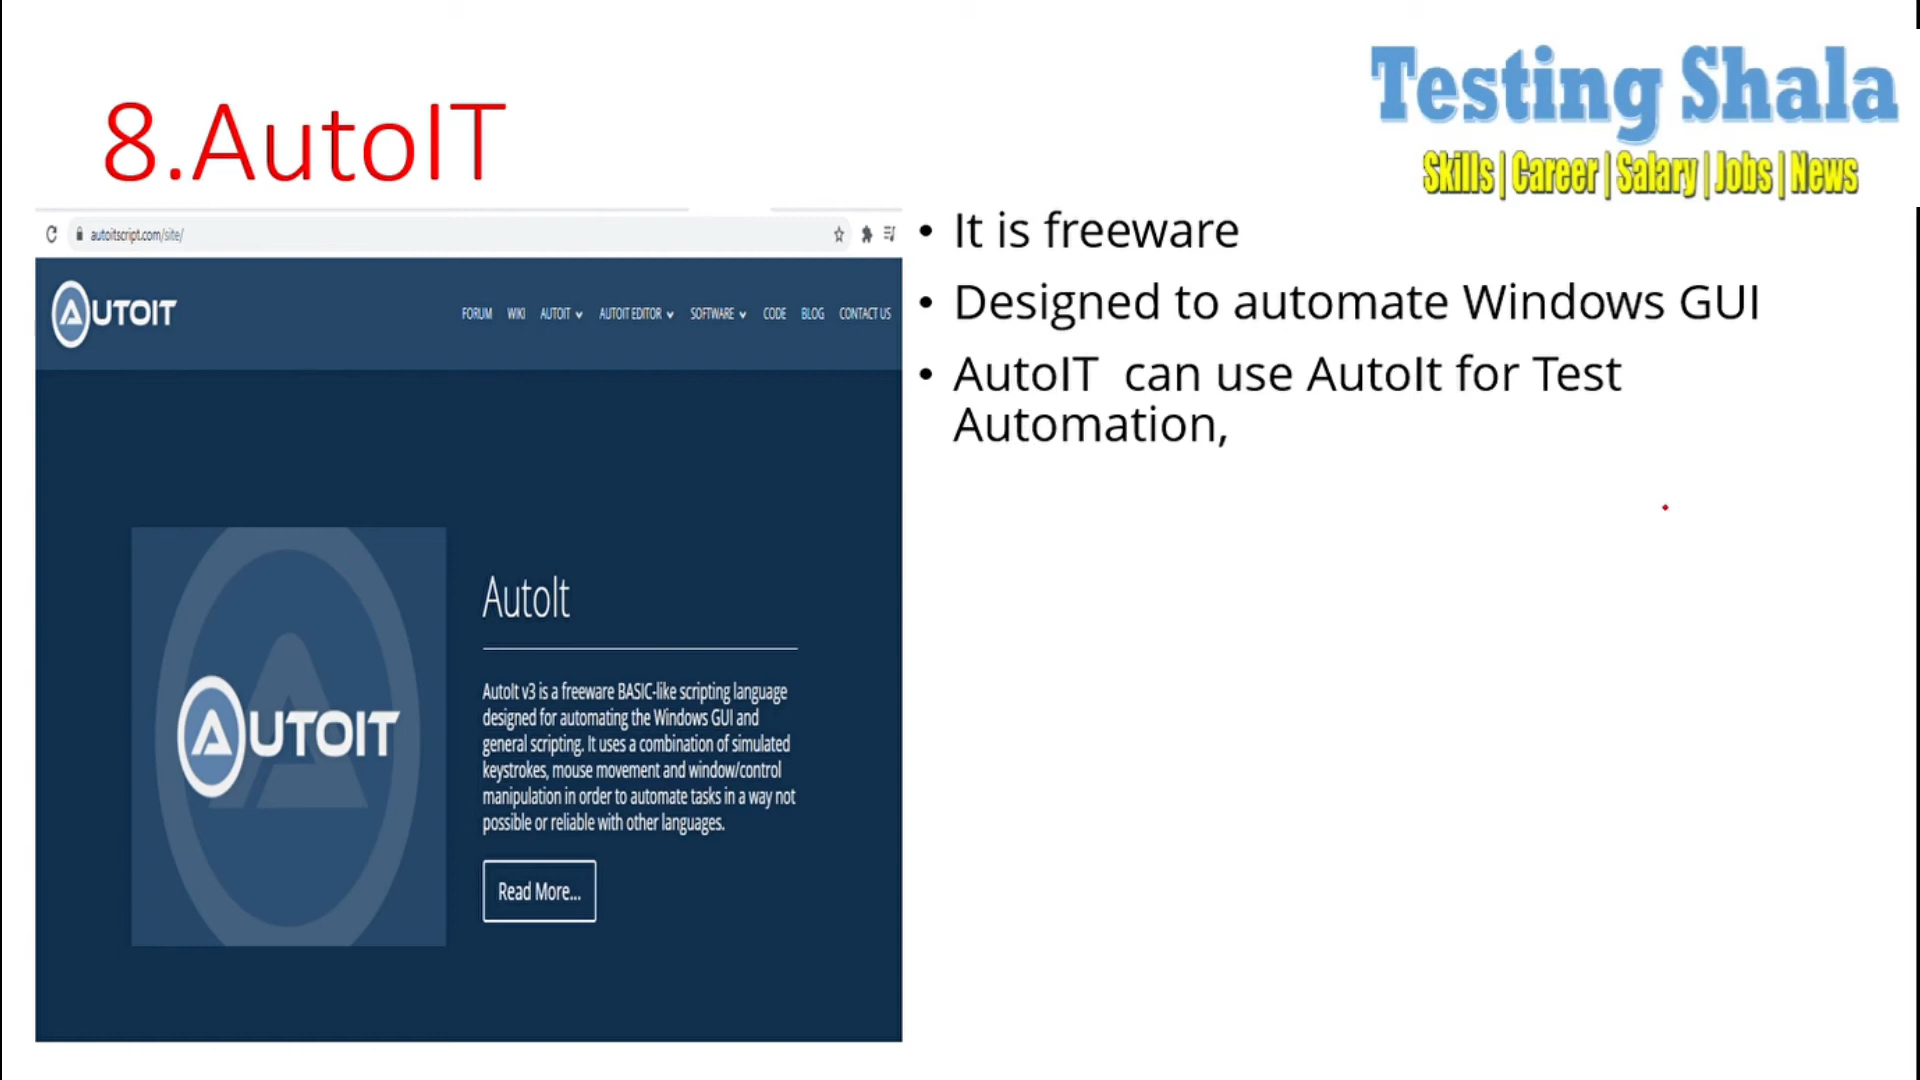 Testing Shala
Skills | Career | Salary | Jobs | News
8.AutoIT
autoitscript.com/site/
AUTOIT
FORUM WIKI AUTOIT AUTOIT EDITOR SOFTWARE CODE BLOG CONTACT US
AUTOIT
AutoIt
AutoIt v3 is a freeware BASIC-like scripting language
designed for automating the Windows GUI and
general scripting. It uses a combination of simulated
keystrokes, mouse movement and window/control
manipulation in order to automate tasks in a way not
possible or reliable with other languages.
Read More...
• It is freeware
• Designed to automate Windows GUI
• AutoIT  can use AutoIt for Test
Automation,